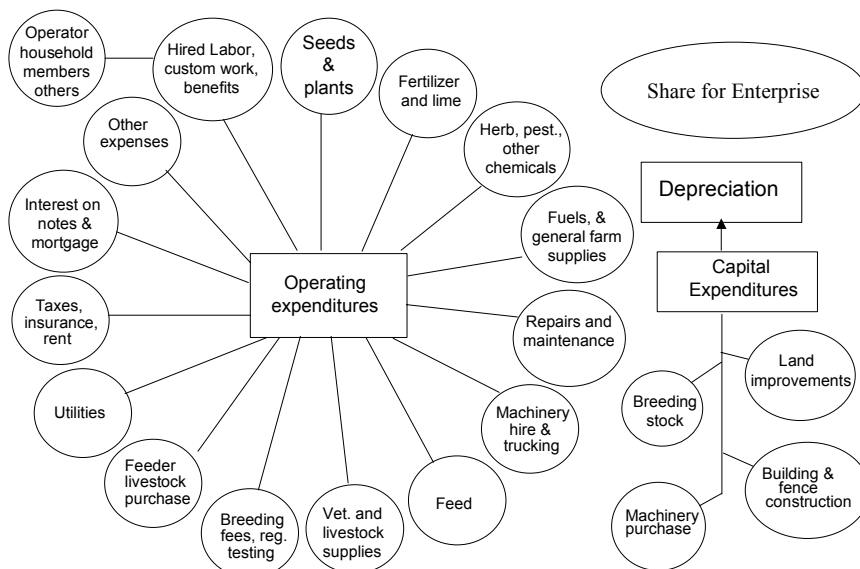 Operator
household
members
others
Hired Labor,
custom work,
benefits
Seeds
&
plants
Fertilizer
and lime
Herb, pest.,
other
chemicals
Fuels, &
general farm
supplies
Repairs and
maintenance
Machinery
hire &
trucking
Feed
Vet. and
livestock
supplies
Breeding
fees, reg.
testing
Feeder
livestock
purchase
Utilities
Taxes,
insurance,
rent
Interest on
notes &
mortgage
Other
expenses
Operating
expenditures
Share for Enterprise
Depreciation
Capital
Expenditures
Land
improvements
Breeding
stock
Building &
fence
construction
Machinery
purchase